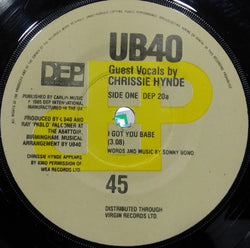 UB40
DEP
Guest Vocals by
CHRISSIE HYNDE
SIDE ONE DEP 20a
PUBLISHED BY CARLIN MUSIC
℗ 1985 DEP INTERNATIONAL
MANUFACTURED IN THE UK
PRODUCED BY UB40 AND
RAY 'PABLO' FALCONER AT
THE ABATTOIR,
BIRMINGHAM. MUSICAL
ARRANGEMENT BY UB40.
I GOT YOU BABE
(3.08)
WORDS AND MUSIC BY SONNY BONO
CHRISSIE HYNDE APPEARS
BY KIND PERMISSION OF
WEA RECORDS LTD.
45
DISTRIBUTED THROUGH
VIRGIN RECORDS LTD.